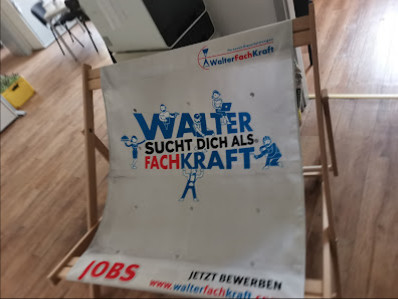 WalterFachKraft
WALTER
SUCHT DICH ALS
FACHKRAFT
JOBS
JETZT BEWERBEN
www.walterfachkraft.com